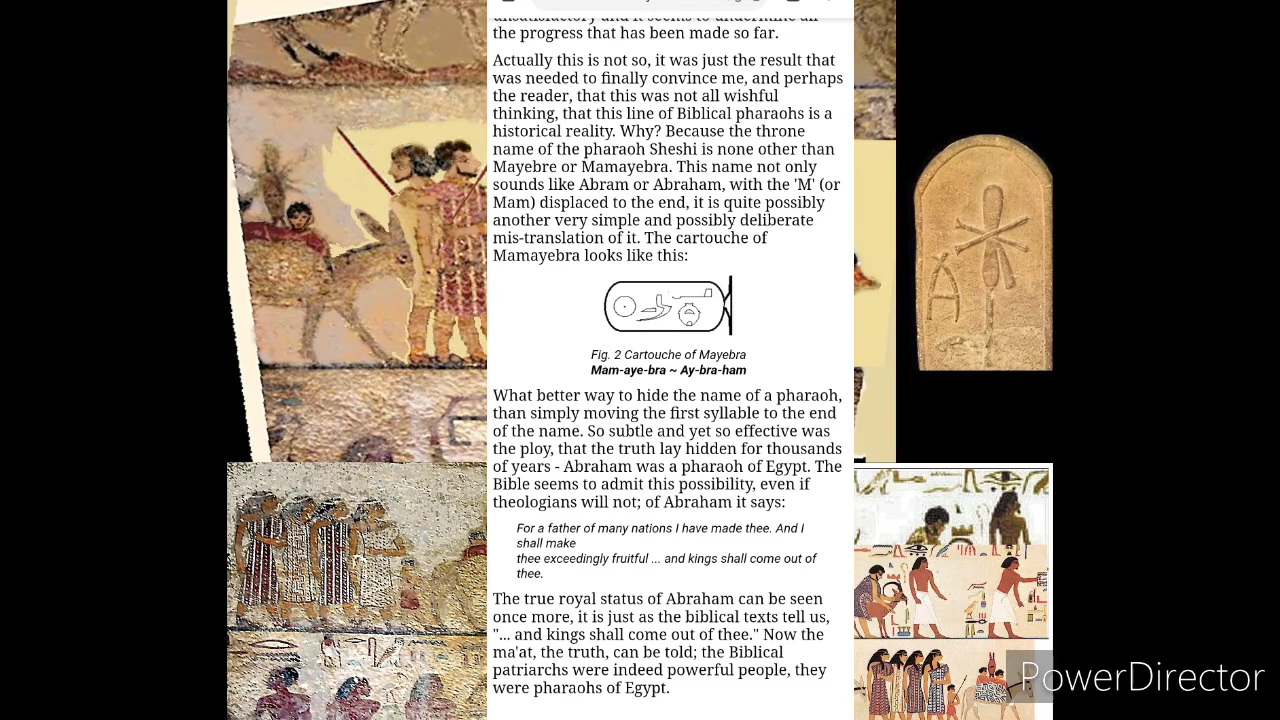 the progress that has been made so far.
Actually this is not so, it was just the result that
was needed to finally convince me, and perhaps
the reader, that this was not all wishful
thinking, that this line of Biblical pharaohs is a
historical reality. Why? Because the throne
name of the pharaoh Sheshi is none other than
Mayebre or Mamayebra. This name not only
sounds like Abram or Abraham, with the 'M' (or
Mam) displaced to the end, it is quite possibly
another very simple and possibly deliberate
mis-translation of it. The cartouche of
Mamayebra looks like this:
Fig. 2 Cartouche of Mayebra
Mam-aye-bra ~ Ay-bra-ham
What better way to hide the name of a pharaoh,
than simply moving the first syllable to the end
of the name. So subtle and yet so effective was
the ploy, that the truth lay hidden for thousands
of years - Abraham was a pharaoh of Egypt. The
Bible seems to admit this possibility, even if
theologians will not; of Abraham it says:
For a father of many nations I have made thee. And I
shall make
thee exceedingly fruitful ... and kings shall come out of
thee.
The true royal status of Abraham can be seen
once more, it is just as the biblical texts tell us,
"... and kings shall come out of thee." Now the
ma'at, the truth, can be told; the Biblical
patriarchs were indeed powerful people, they
were pharaohs of Egypt.
PowerDirector